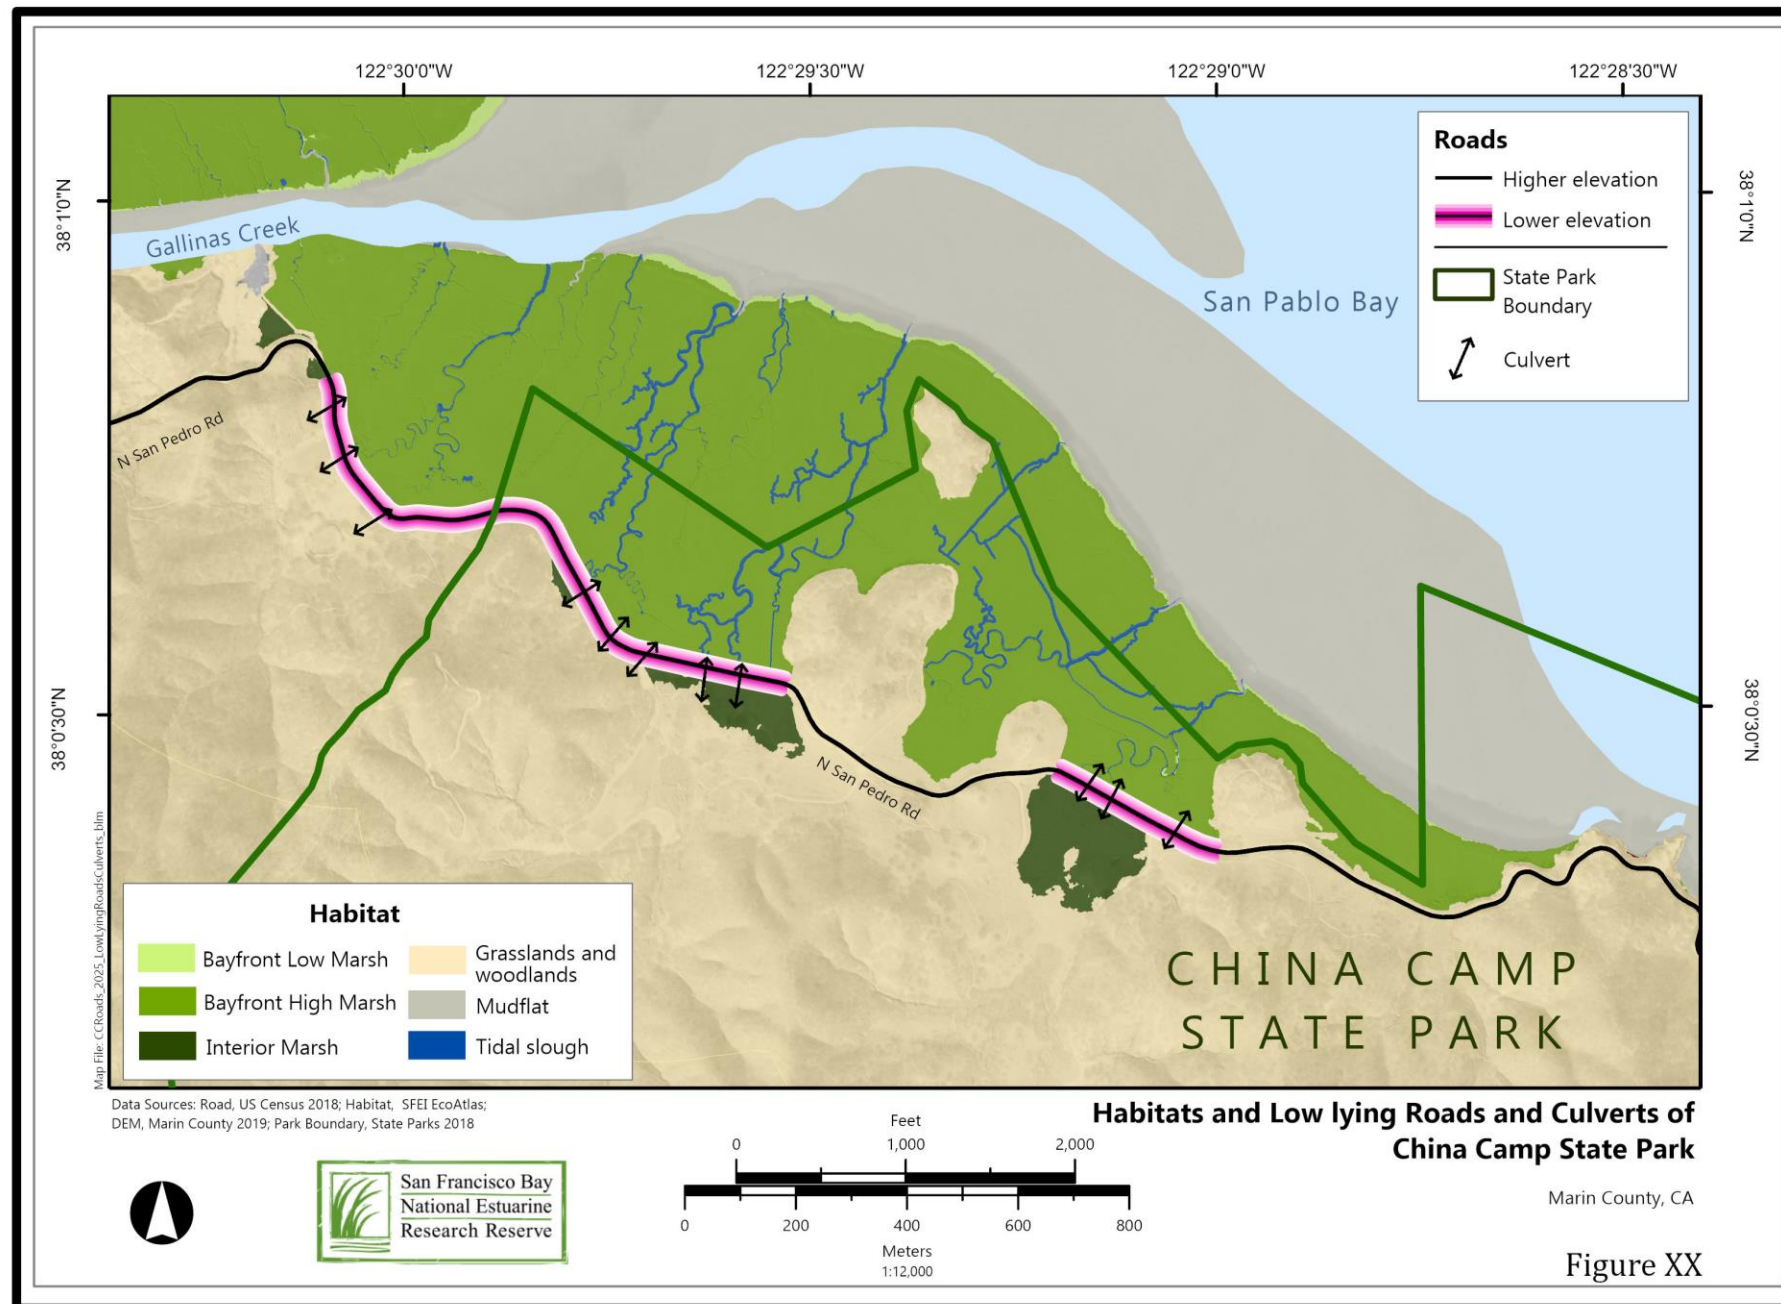 122°30'0"W
122°29'30"W
122°29'0"W
122°28'30"W
38°1'0"N
38°1'0"N
38°0'30"N
38°0'30"N
Roads
Higher elevation
Lower elevation
State Park
Boundary
Culvert
Gallinas Creek
San Pablo Bay
N San Pedro Rd
N San Pedro Rd
CHINA CAMP
STATE PARK
Habitat
Bayfront Low Marsh
Bayfront High Marsh
Interior Marsh
Grasslands and
woodlands
Mudflat
Tidal slough
Map File: CCRoads_2025_LowLyingRoadsCulverts_blm
Data Sources: Road, US Census 2018; Habitat, SFEI EcoAtlas;
DEM, Marin County 2019; Park Boundary, State Parks 2018
San Francisco Bay
National Estuarine
Research Reserve
Feet
0 1,000 2,000
0 200 400 600 800
Meters
1:12,000
Habitats and Low lying Roads and Culverts of
China Camp State Park
Marin County, CA
Figure XX